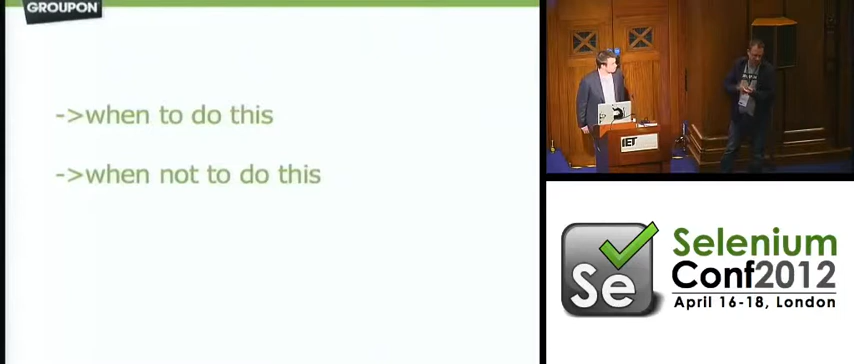 GROUPON
->when to do this
->when not to do this
IET
Se
Selenium
Conf2012
April 16-18, London